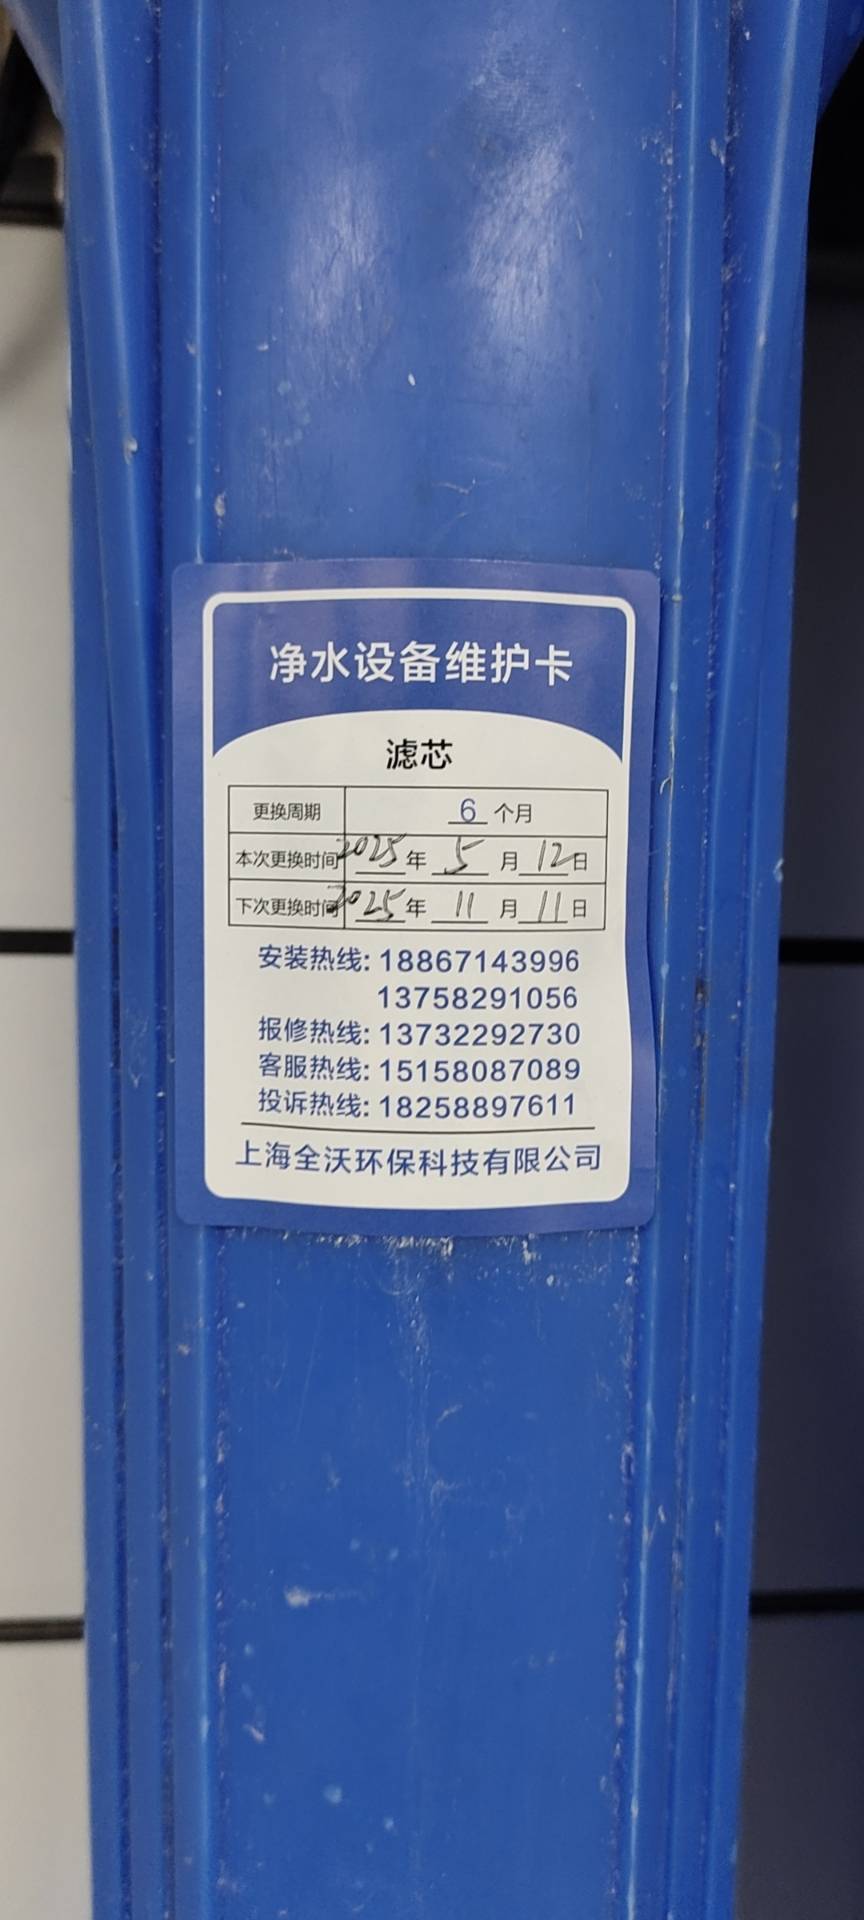 净水设备维护卡
滤芯
更换周期 6 个月
本次更换时间 2025 年 5 月 12 日
下次更换时间 2025 年 11 月 11 日
安装热线: 18867143996
13758291056
报修热线: 13732292730
客服热线: 15158087089
投诉热线: 18258897611
上海全沃环保科技有限公司